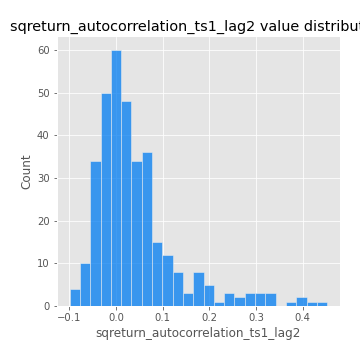 sqreturn_autocorrelation_ts1_lag2 value distribut
60
50
40
30
20
10
0
Count
−0.1 0.0 0.1 0.2 0.3 0.4
sqreturn_autocorrelation_ts1_lag2